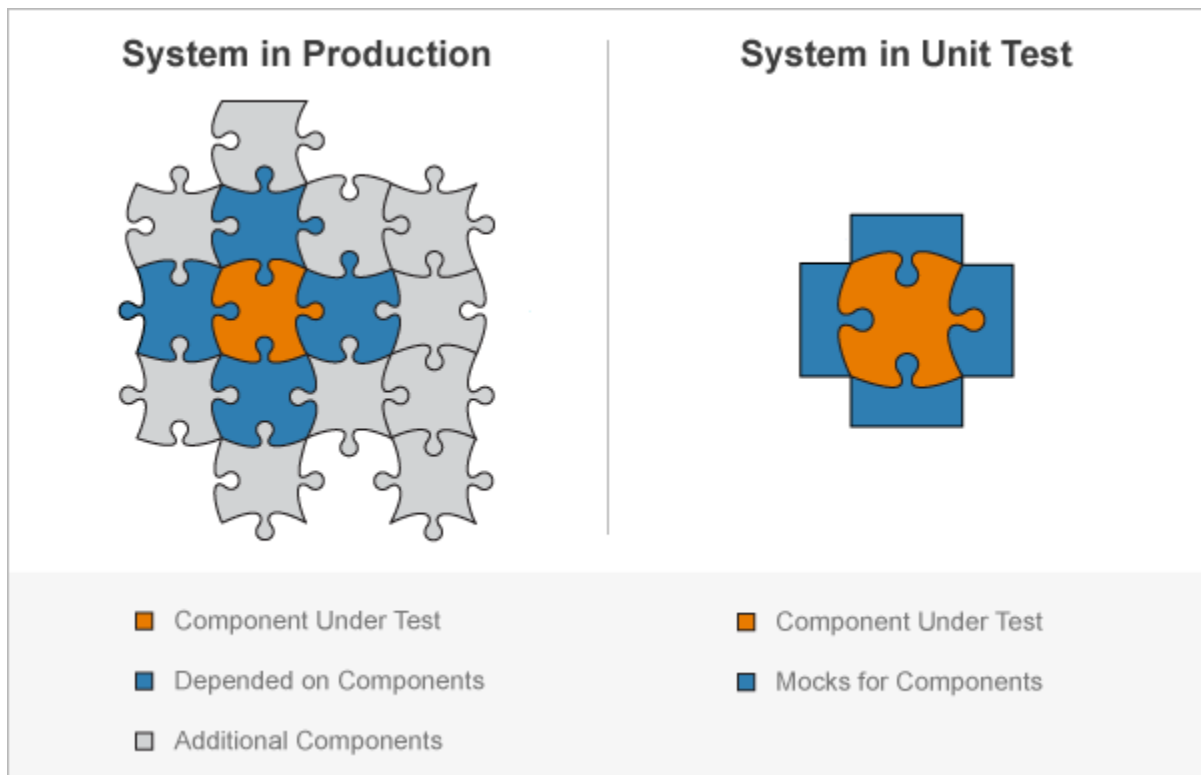 System in Production
System in Unit Test
Component Under Test
Depended on Components
Additional Components
Component Under Test
Mocks for Components